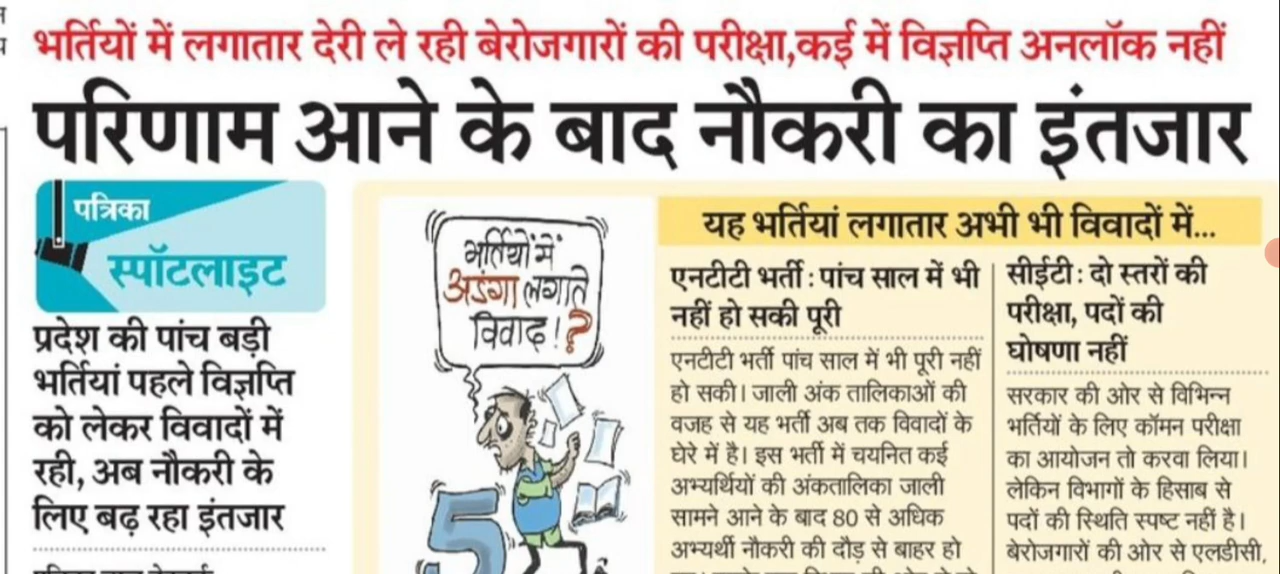 भर्तियों में लगातार देरी ले रही बेरोजगारों की परीक्षा,कई में विज्ञप्ति अनलॉक नहीं
परिणाम आने के बाद नौकरी का इंतजार
पत्रिका
स्पॉटलाइट
प्रदेश की पांच बड़ी
भर्तियां पहले विज्ञप्ति
को लेकर विवादों में
रही, अब नौकरी के
लिए बढ़ रहा इंतजार
भर्तियों में
अडंगा लगाते
विवाद!?
5
यह भर्तियां लगातार अभी भी विवादों में...
एनटीटी भर्ती : पांच साल में भी
नहीं हो सकी पूरी
एनटीटी भर्ती पांच साल में भी पूरी नहीं
हो सकी। जाली अंक तालिकाओं की
वजह से यह भर्ती अब तक विवादों के
घेरे में है। इस भर्ती में चयनित कई
अभ्यर्थियों की अंकतालिका जाली
सामने आने के बाद 80 से अधिक
अभ्यर्थी नौकरी की दौड़ से बाहर हो
सीईटी: दो स्तरों की
परीक्षा, पदों की
घोषणा नहीं
सरकार की ओर से विभिन्न
भर्तियों के लिए कॉमन परीक्षा
का आयोजन तो करवा लिया।
लेकिन विभागों के हिसाब से
पदों की स्थिति स्पष्ट नहीं है।
बेरोजगारों की ओर से एलडीसी,